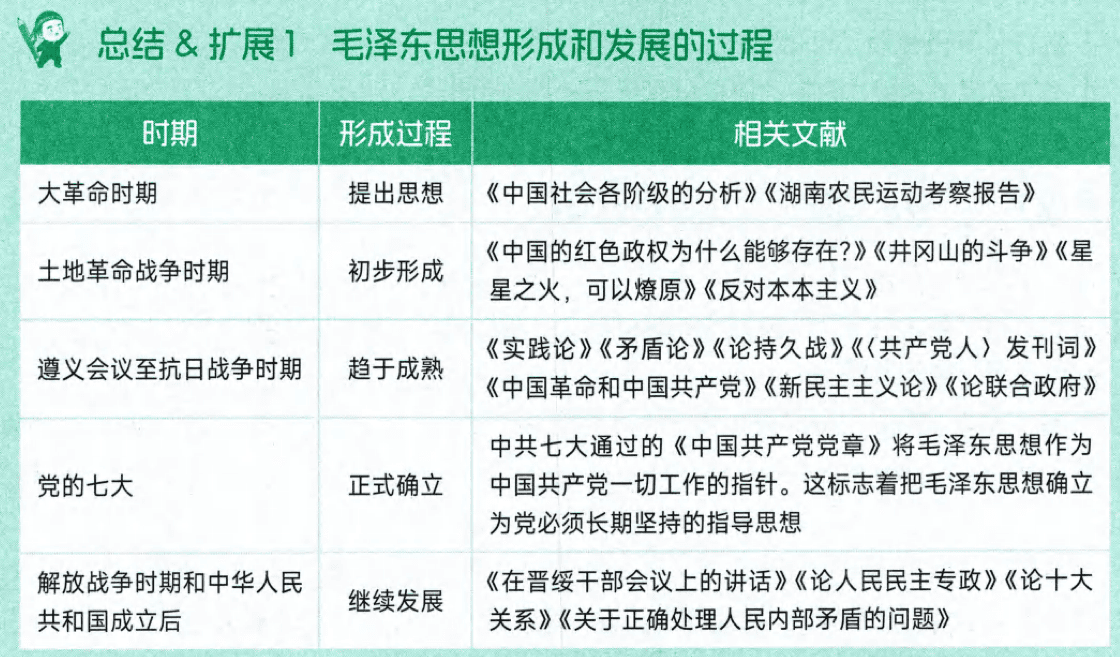 总结 & 扩展1 毛泽东思想形成和发展的过程
时期 形成过程 相关文献
大革命时期 提出思想 《中国社会各阶级的分析》《湖南农民运动考察报告》
土地革命战争时期 初步形成 《中国的红色政权为什么能够存在?》《井冈山的斗争》《星
星之火，可以燎原》《反对本本主义》
遵义会议至抗日战争时期 趋于成熟 《实践论》《矛盾论》《论持久战》《〈共产党人〉发刊词》
《中国革命和中国共产党》《新民主主义论》《论联合政府》
党的七大 正式确立 中共七大通过的《中国共产党党章》将毛泽东思想作为
中国共产党一切工作的指针。这标志着把毛泽东思想确立
为党必须长期坚持的指导思想
解放战争时期和中华人民
共和国成立后
继续发展
《在晋绥干部会议上的讲话》《论人民民主专政》《论十大
关系》《关于正确处理人民内部矛盾的问题》